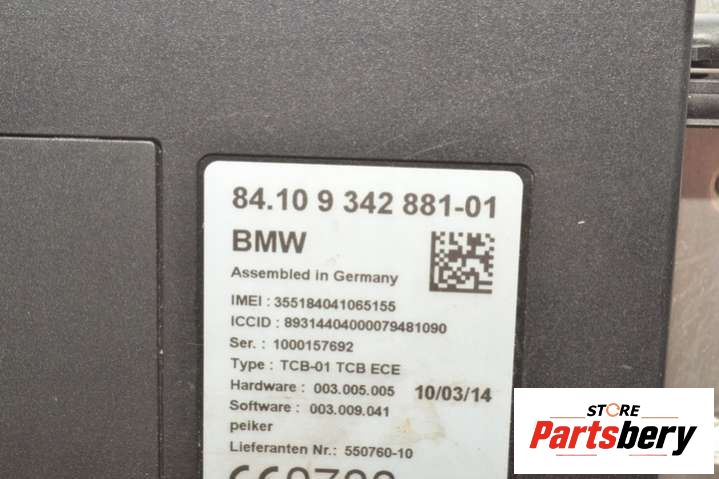 84.10 9 342 881-01
BMW
Assembled in Germany
IMEI : 355184041065155
ICCID : 89314404000079481090
Ser. : 1000157692
Type : TCB-01 TCB ECE
Hardware : 003.005.005 10/03/14
Software : 003.009.041
peiker
Lieferanten Nr.: 550760-10
STORE
Partsbery